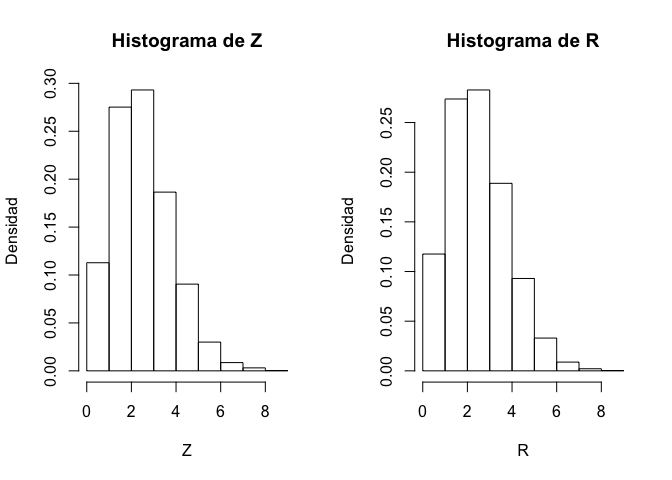 Histograma de Z
Densidad
0.00 0.05 0.10 0.15 0.20 0.25 0.30
0 2 4 6 8
Z
Histograma de R
Densidad
0.00 0.05 0.10 0.15 0.20 0.25
0 2 4 6 8
R